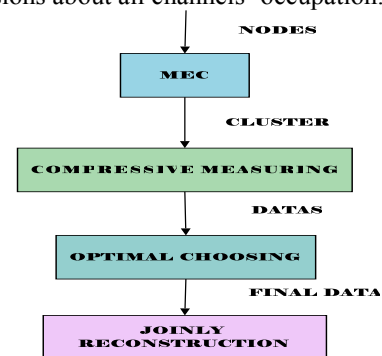 sions about all channels' occupation.
NODES
MEC
CLUSTER
COMPRESSIVE MEASURING
DATAS
OPTIMAL CHOOSING
FINAL DATA
JOINLY
RECONSTRUCTION